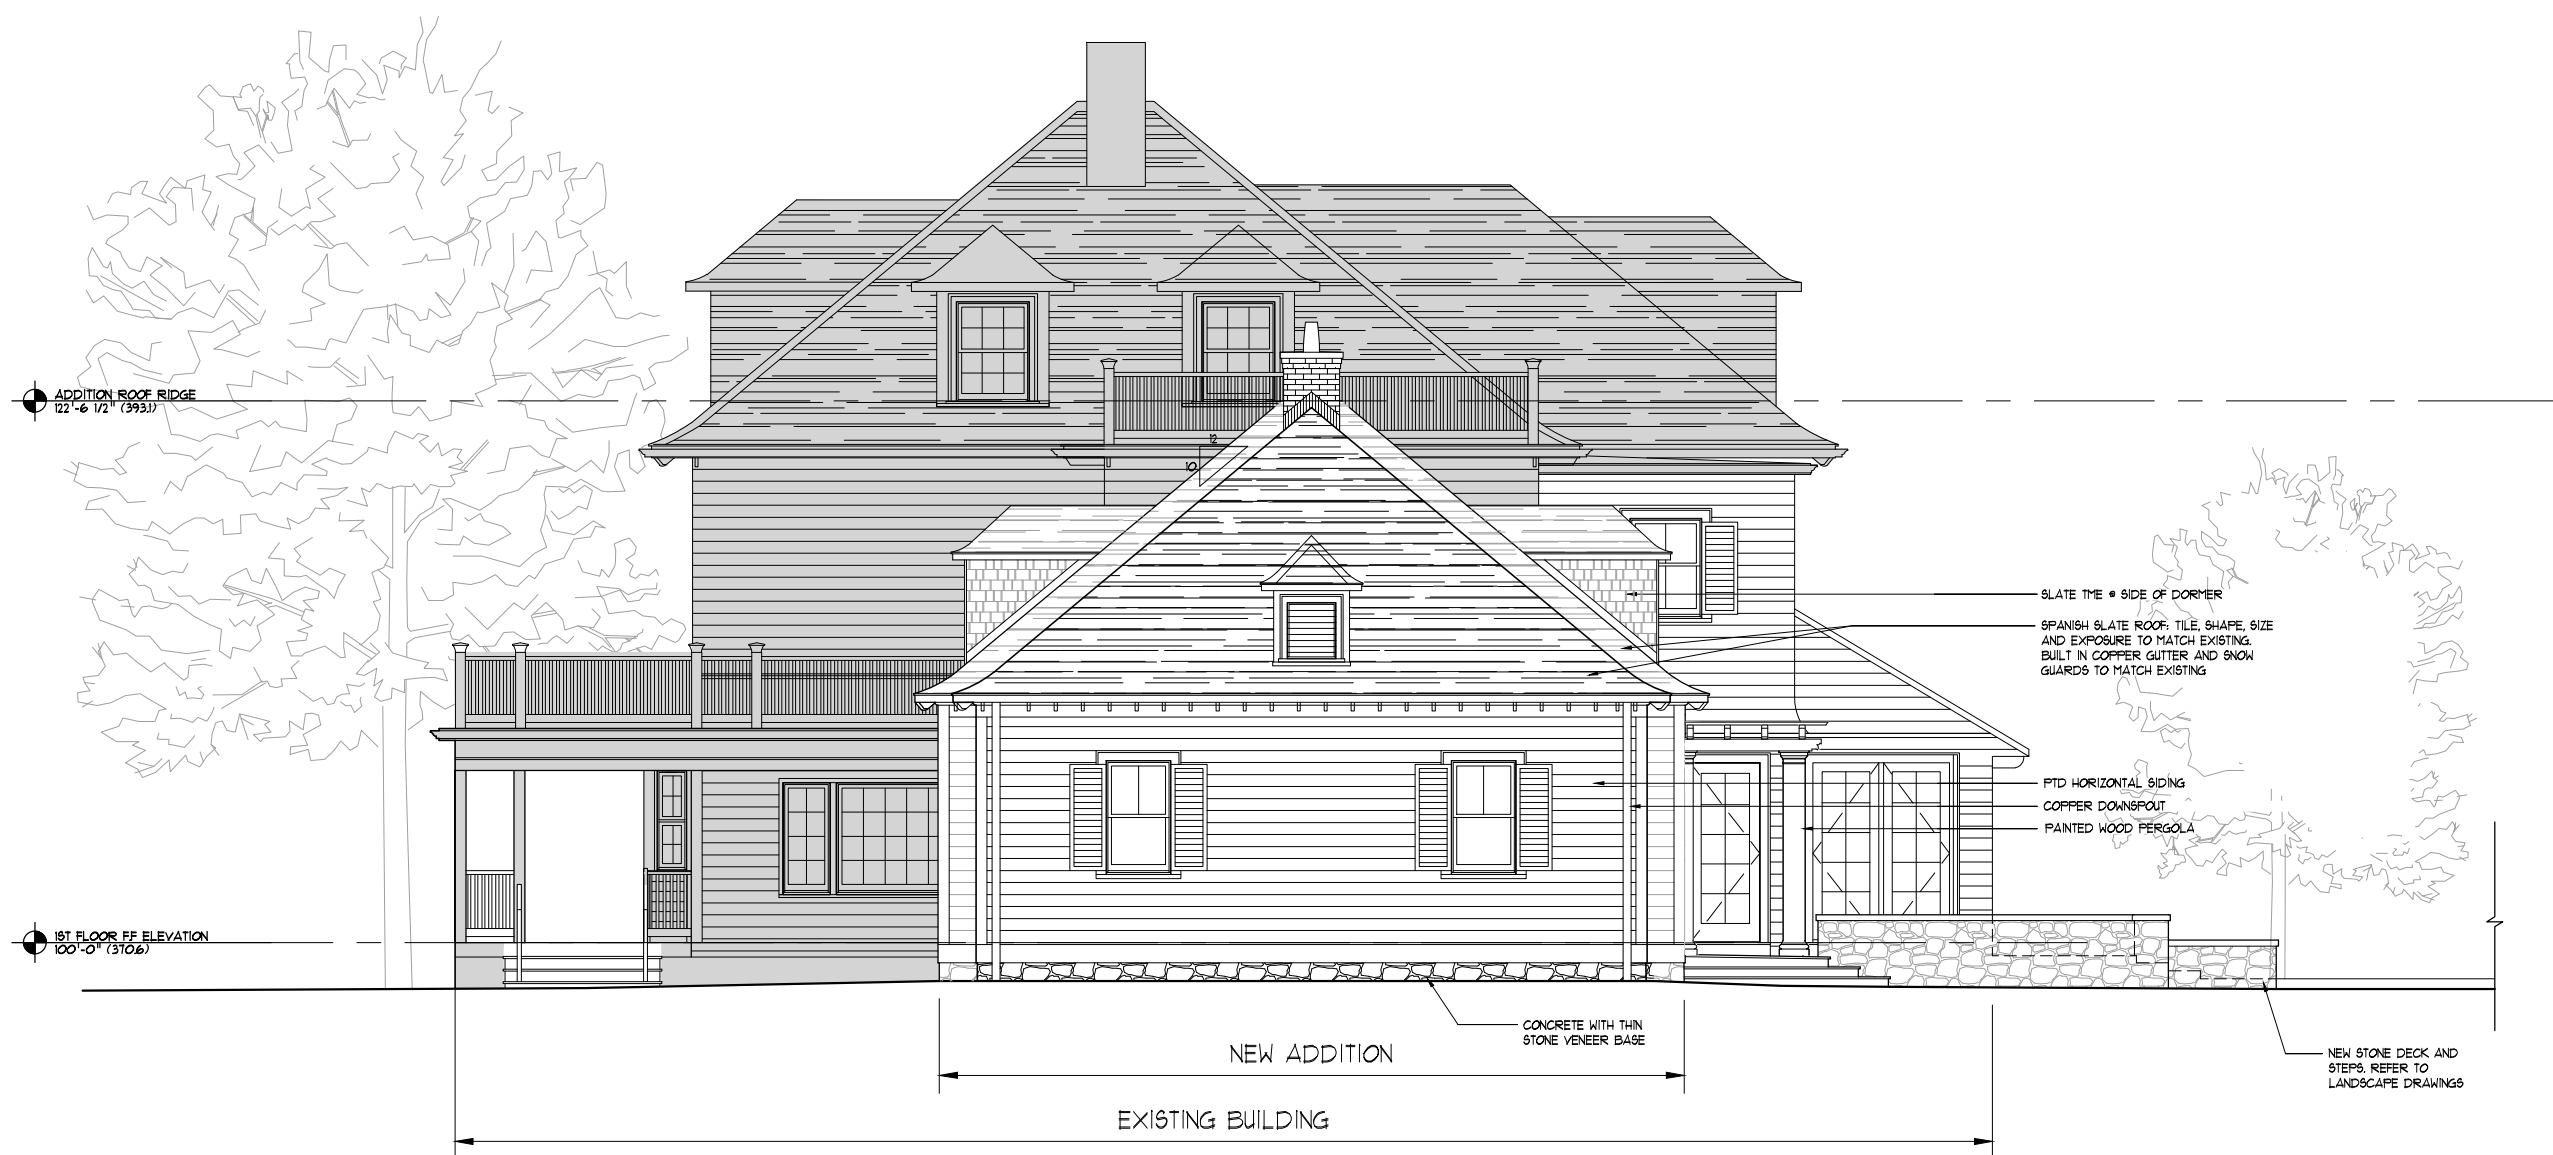 ADDITION ROOF RIDGE
122'-6 1/2" (393.1)
12
10
SLATE TME @ SIDE OF DORMER
SPANISH SLATE ROOF: TILE, SHAPE, SIZE
AND EXPOSURE TO MATCH EXISTING.
BUILT IN COPPER GUTTER AND SNOW
GUARDS TO MATCH EXISTING
PTD HORIZONTAL SIDING
COPPER DOWNSPOUT
PAINTED WOOD PERGOLA
1ST FLOOR F.F ELEVATION
100'-0" (370.6)
CONCRETE WITH THIN
STONE VENEER BASE
NEW ADDITION
NEW STONE DECK AND
STEPS. REFER TO
LANDSCAPE DRAWINGS
EXISTING BUILDING